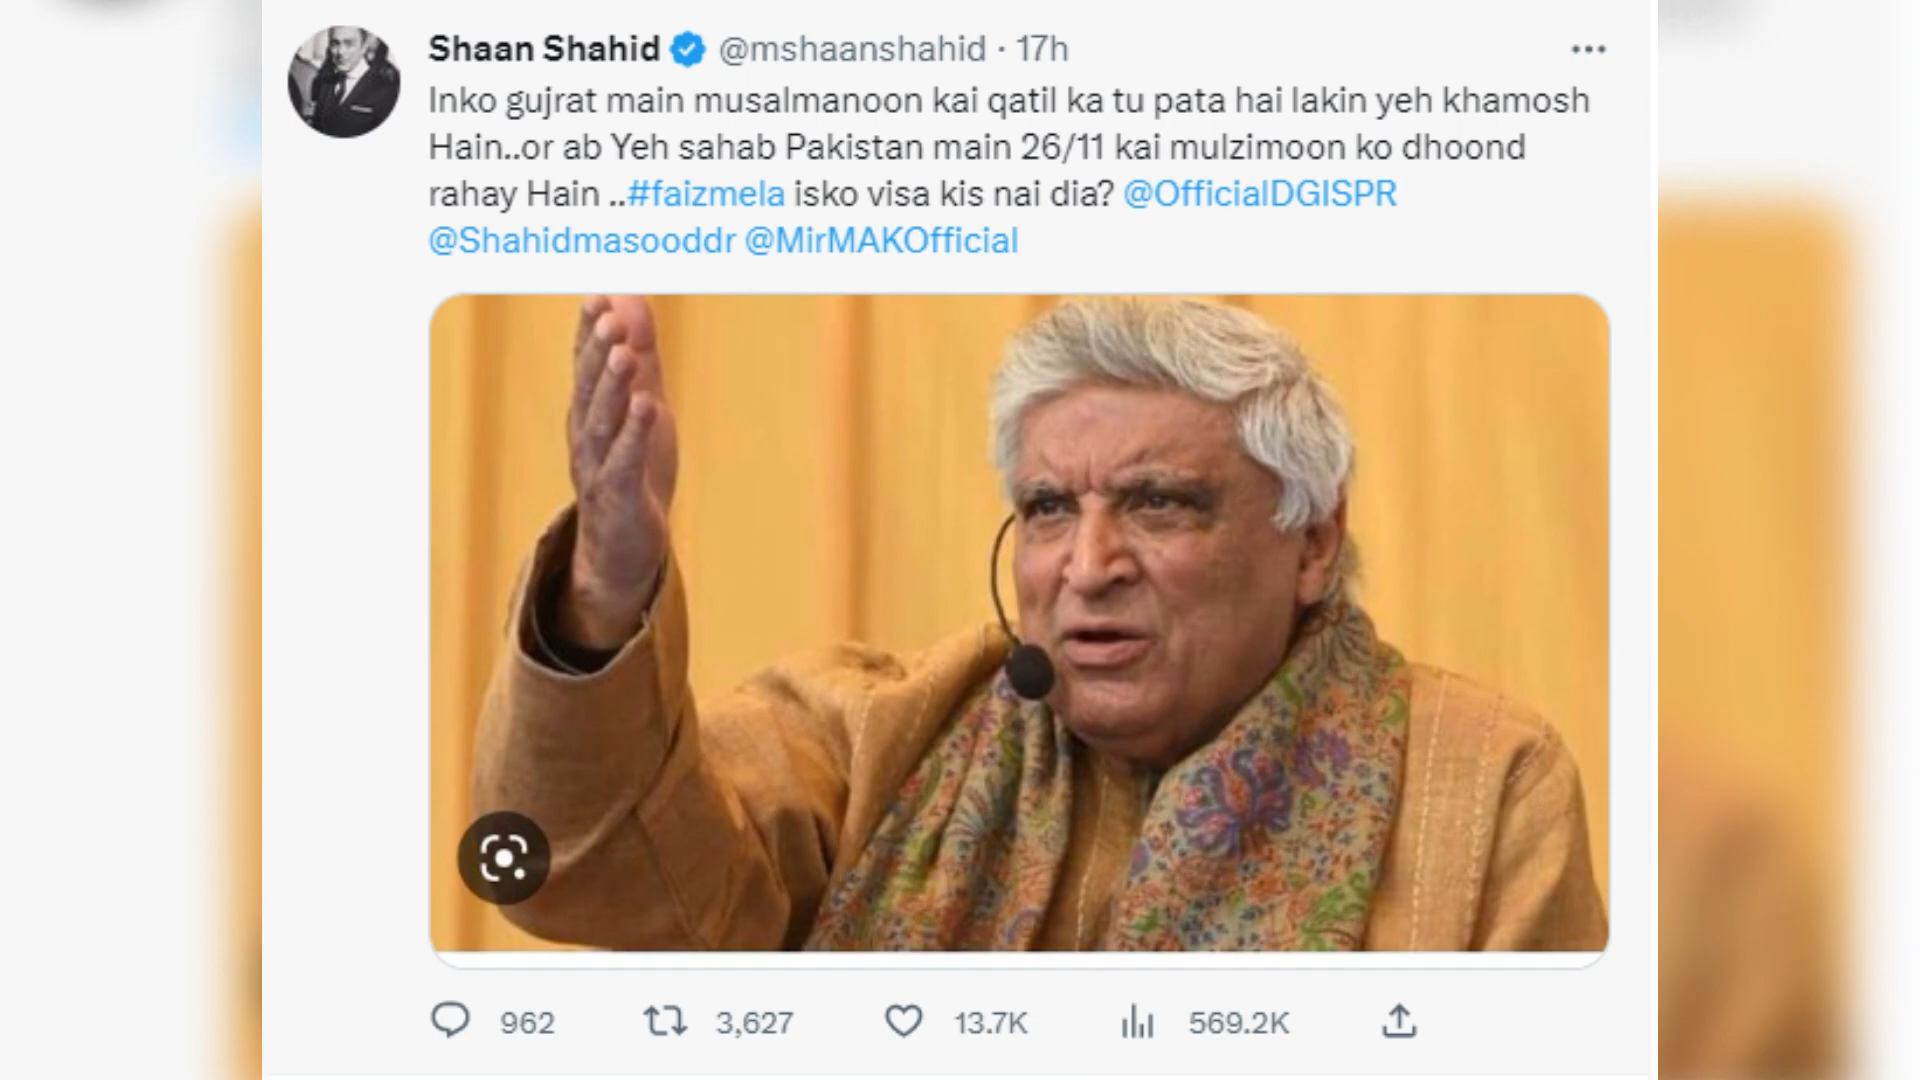 Shaan Shahid @mshaanshahid · 17h
Inko gujrat main musalmanoon kai qatil ka tu pata hai lakin yeh khamosh
Hain..or ab Yeh sahab Pakistan main 26/11 kai mulzimoon ko dhoond
rahay Hain ..#faizmela isko visa kis nai dia? @OfficialDGISPR
@Shahidmasooddr @MirMAKOfficial
962 3,627 13.7K 569.2K